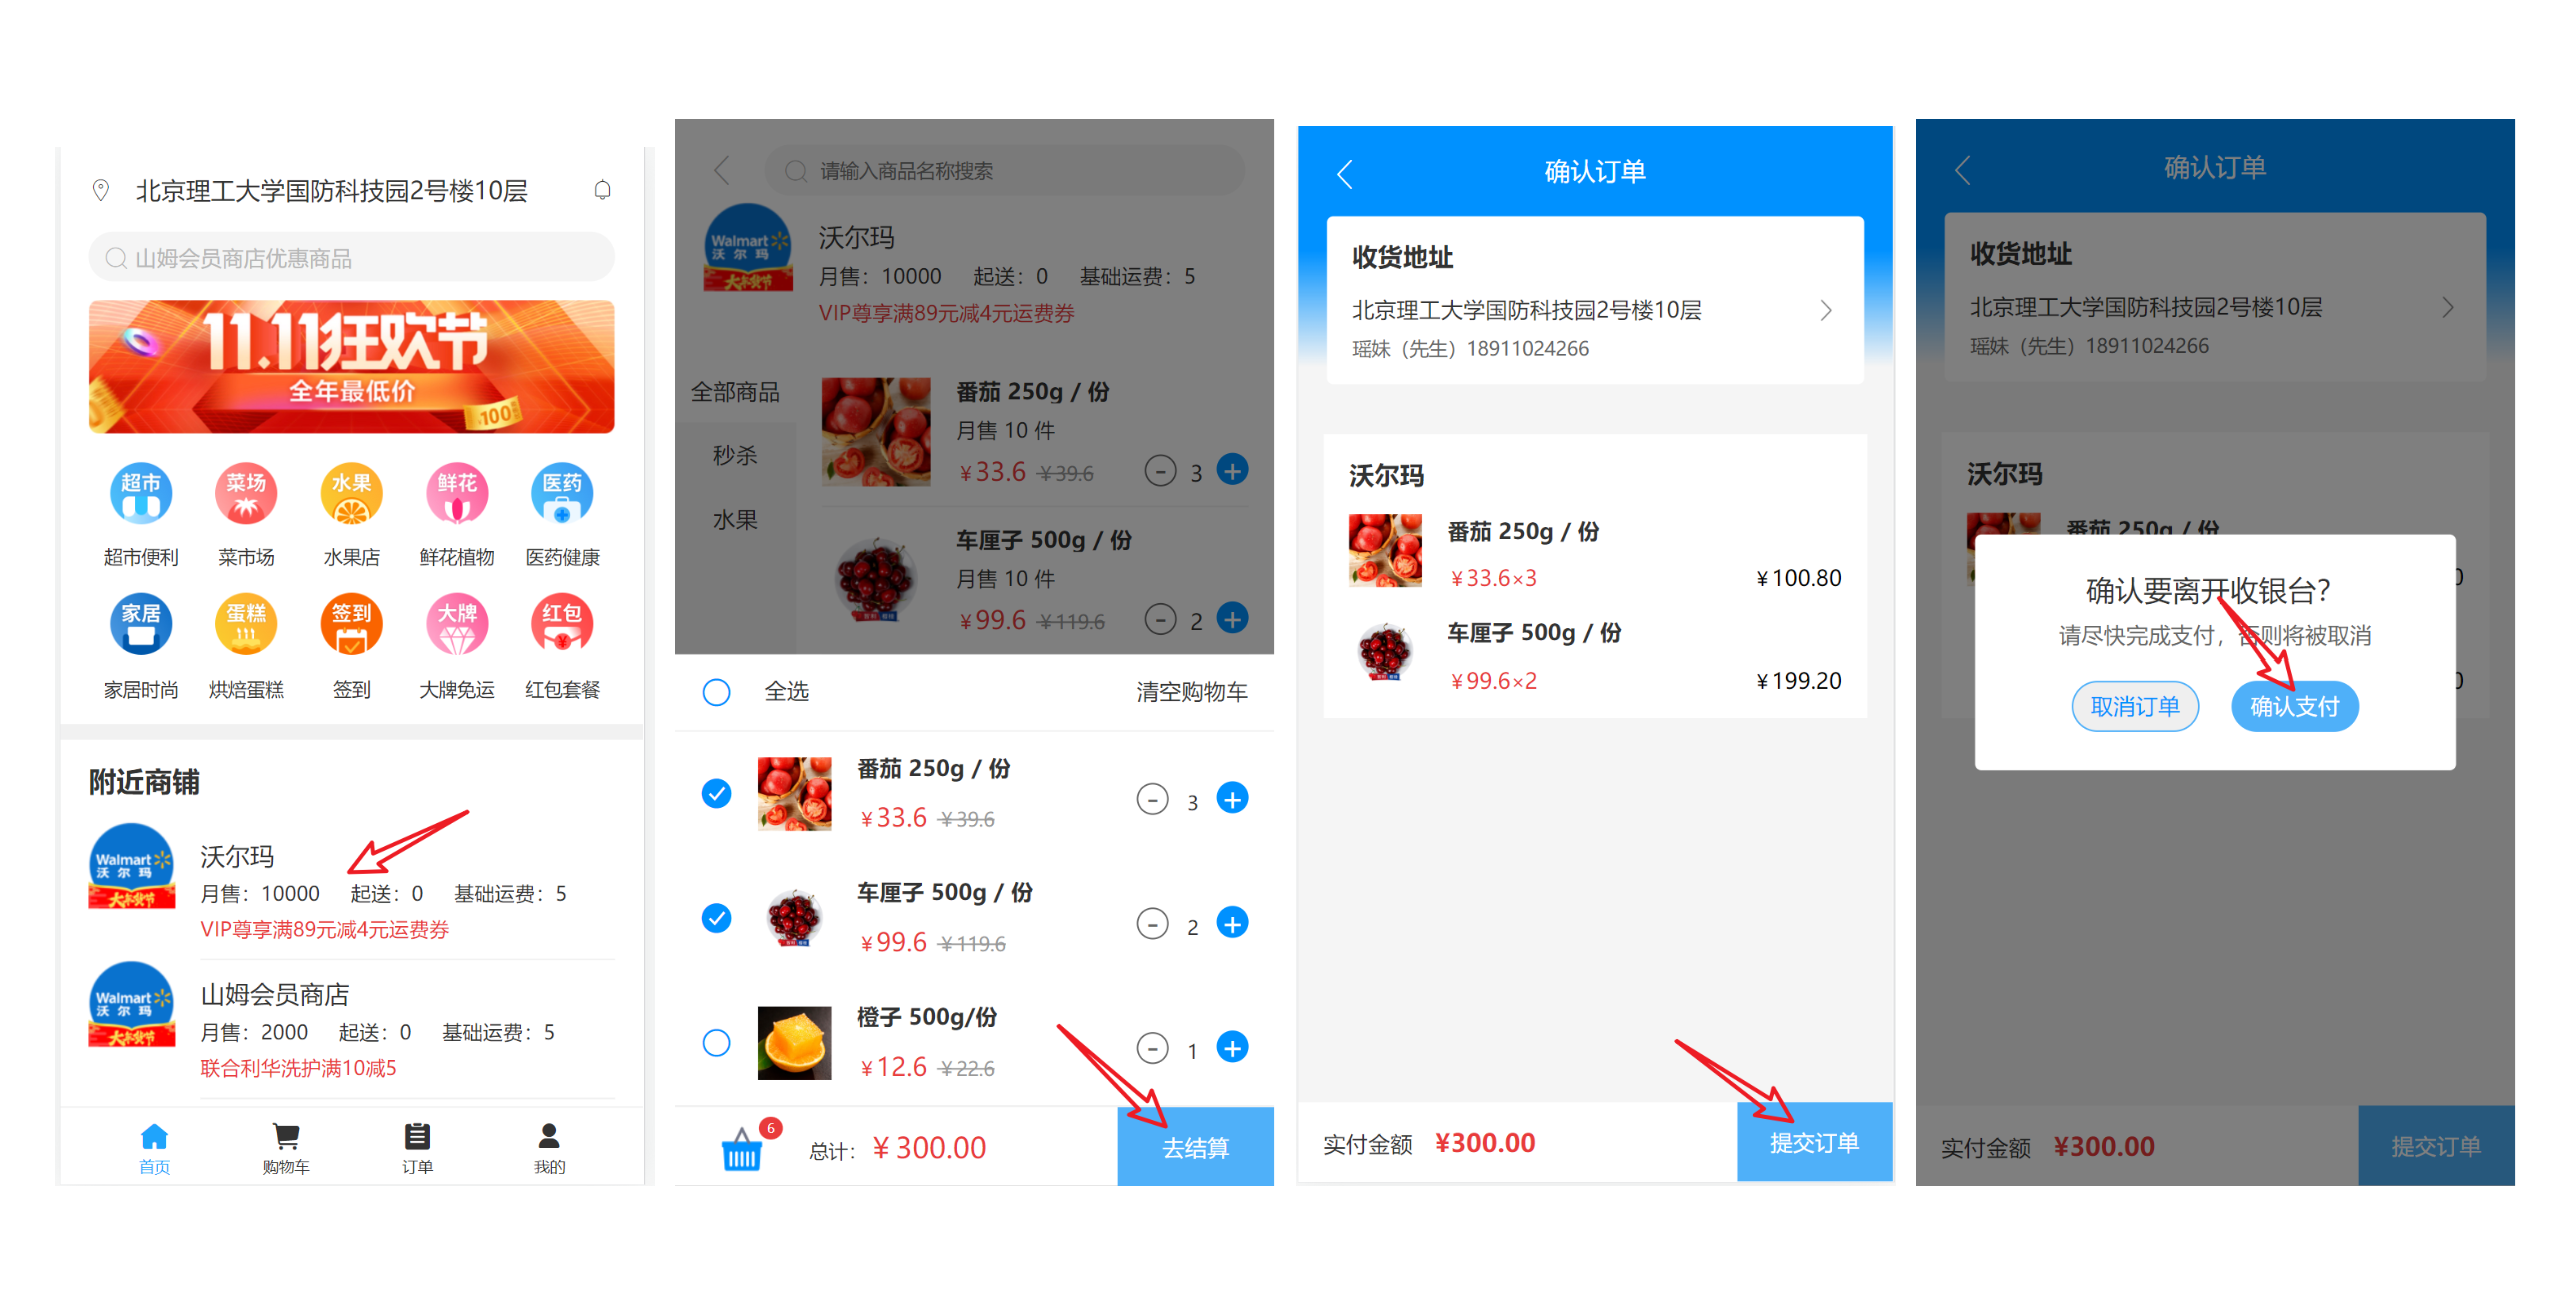 北京理工大学国防科技园2号楼10层
山姆会员商店优惠商品
11.11狂欢节
全年最低价
100
超市 菜场 水果 鲜花 医药
超市便利 菜市场 水果店 鲜花植物 医药健康
家居 蛋糕 签到 大牌 红包
家居时尚 烘焙蛋糕 签到 大牌免运 红包套餐
附近商铺
Walmart
沃尔玛
沃尔玛
月售：10000 起送：0 基础运费：5
VIP尊享满89元减4元运费券
Walmart
沃尔玛
山姆会员商店
月售：2000 起送：0 基础运费：5
联合利华洗护满10减5
首页 购物车 订单 我的
请输入商品名称搜索
Walmart
沃尔玛
沃尔玛
月售：10000 起送：0 基础运费：5
VIP尊享满89元减4元运费券
全部商品
秒杀
水果
番茄 250g / 份
月售 10 件
¥33.6 ¥39.6 - 3 +
车厘子 500g / 份
月售 10 件
¥99.6 ¥119.6 - 2 +
全选 清空购物车
番茄 250g / 份
¥33.6 ¥39.6 - 3 +
车厘子 500g / 份
¥99.6 ¥119.6 - 2 +
橙子 500g/份
¥12.6 ¥22.6 - 1 +
6
总计：¥300.00 去结算
确认订单
收货地址
北京理工大学国防科技园2号楼10层
瑶妹（先生）18911024266
沃尔玛
番茄 250g / 份
¥33.6×3 ¥100.80
车厘子 500g / 份
¥99.6×2 ¥199.20
实付金额 ¥300.00 提交订单
确认订单
收货地址
北京理工大学国防科技园2号楼10层
瑶妹（先生）18911024266
沃尔玛
番茄 250g / 份
确认要离开收银台？
请尽快完成支付，否则将被取消
取消订单 确认支付
实付金额 ¥300.00 提交订单